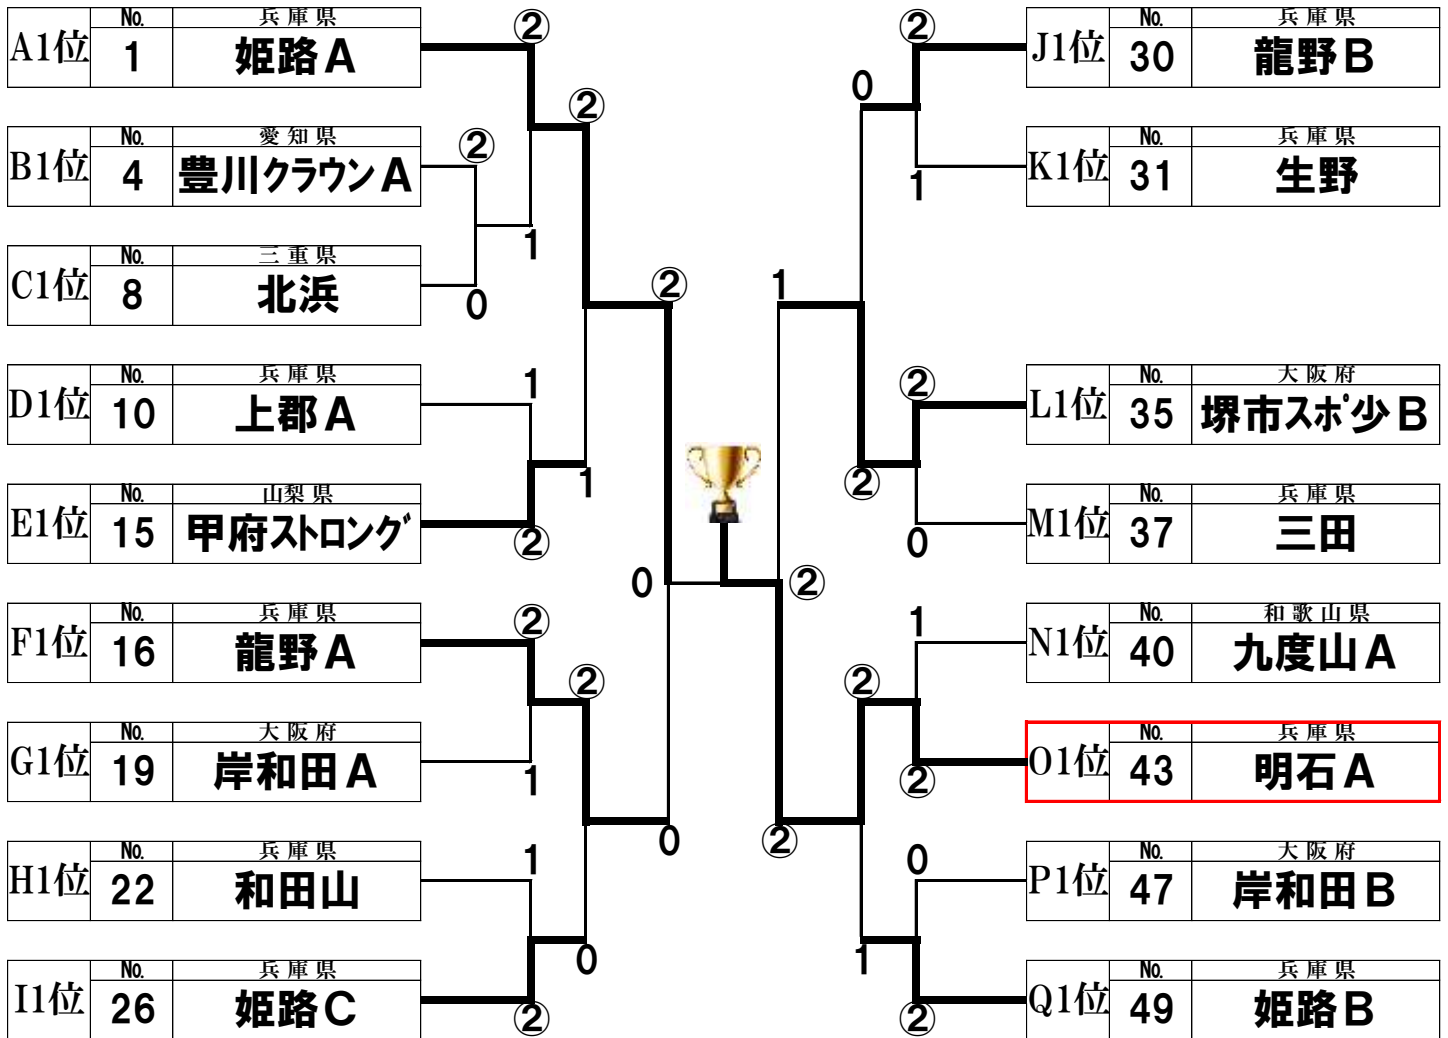 A1位 No. 1 兵庫県 姫路A
B1位 No. 4 愛知県 豊川クラウンA
C1位 No. 8 三重県 北浜
D1位 No. 10 兵庫県 上郡A
E1位 No. 15 山梨県 甲府ストロング
F1位 No. 16 兵庫県 龍野A
G1位 No. 19 大阪府 岸和田A
H1位 No. 22 兵庫県 和田山
I1位 No. 26 兵庫県 姫路C
②
②
②
1
0
1
②
1
②
②
②
1
0
1
0
②
0
②
0
②
1
1
②
②
0
1
②
②
②
②
0
1
②
J1位 No. 30 兵庫県 龍野B
K1位 No. 31 兵庫県 生野
L1位 No. 35 大阪府 堺市スポ少B
M1位 No. 37 兵庫県 三田
N1位 No. 40 和歌山県 九度山A
O1位 No. 43 兵庫県 明石A
P1位 No. 47 大阪府 岸和田B
Q1位 No. 49 兵庫県 姫路B